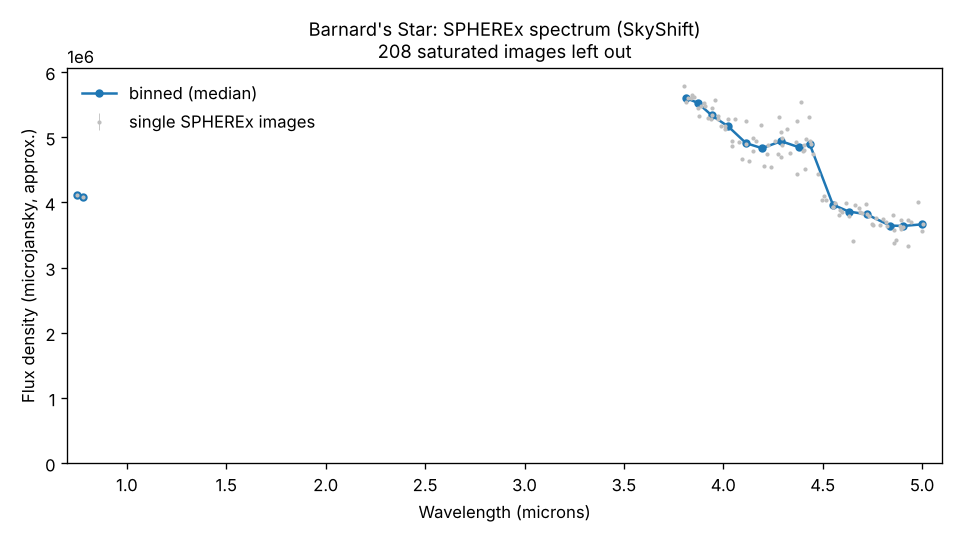 Barnard's Star: SPHEREx spectrum (SkyShift)
208 saturated images left out
1e6
binned (median)
single SPHEREx images
Flux density (microjansky, approx.)
6
5
4
3
2
1
0
1.0 1.5 2.0 2.5 3.0 3.5 4.0 4.5 5.0
Wavelength (microns)